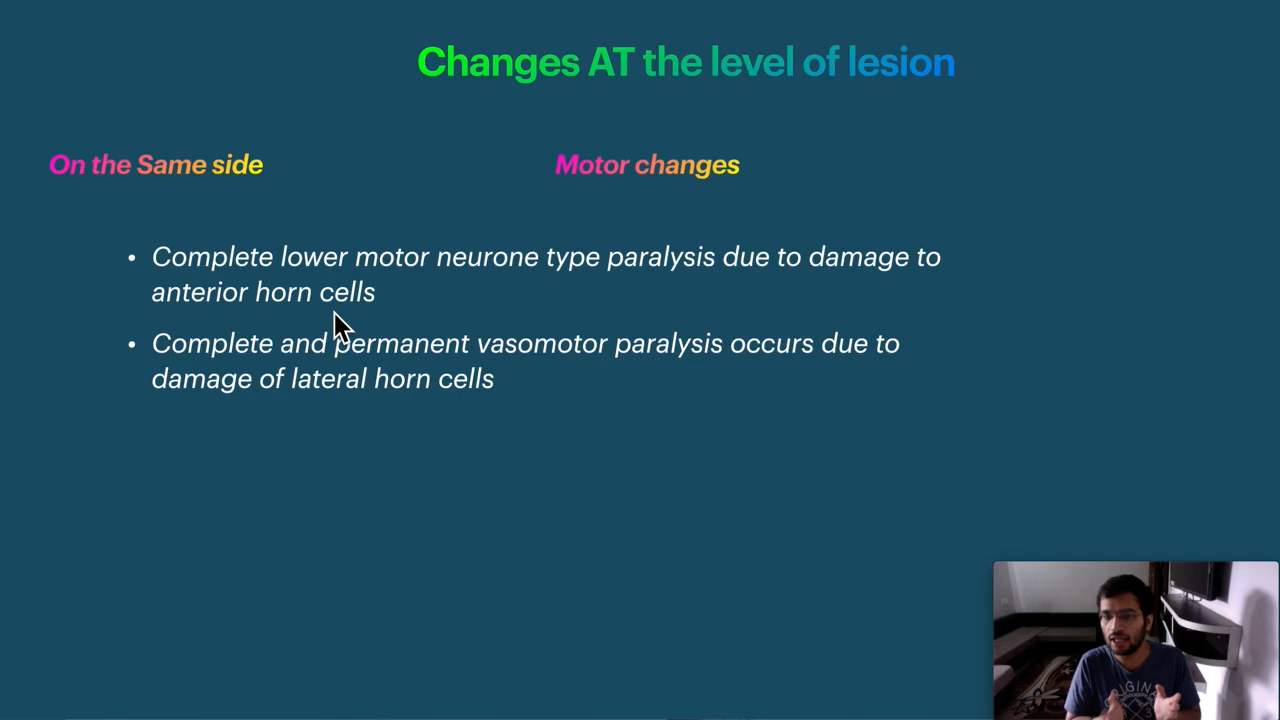 Changes AT the level of lesion
On the Same side
Motor changes
• Complete lower motor neurone type paralysis due to damage to
anterior horn cells
• Complete and permanent vasomotor paralysis occurs due to
damage of lateral horn cells